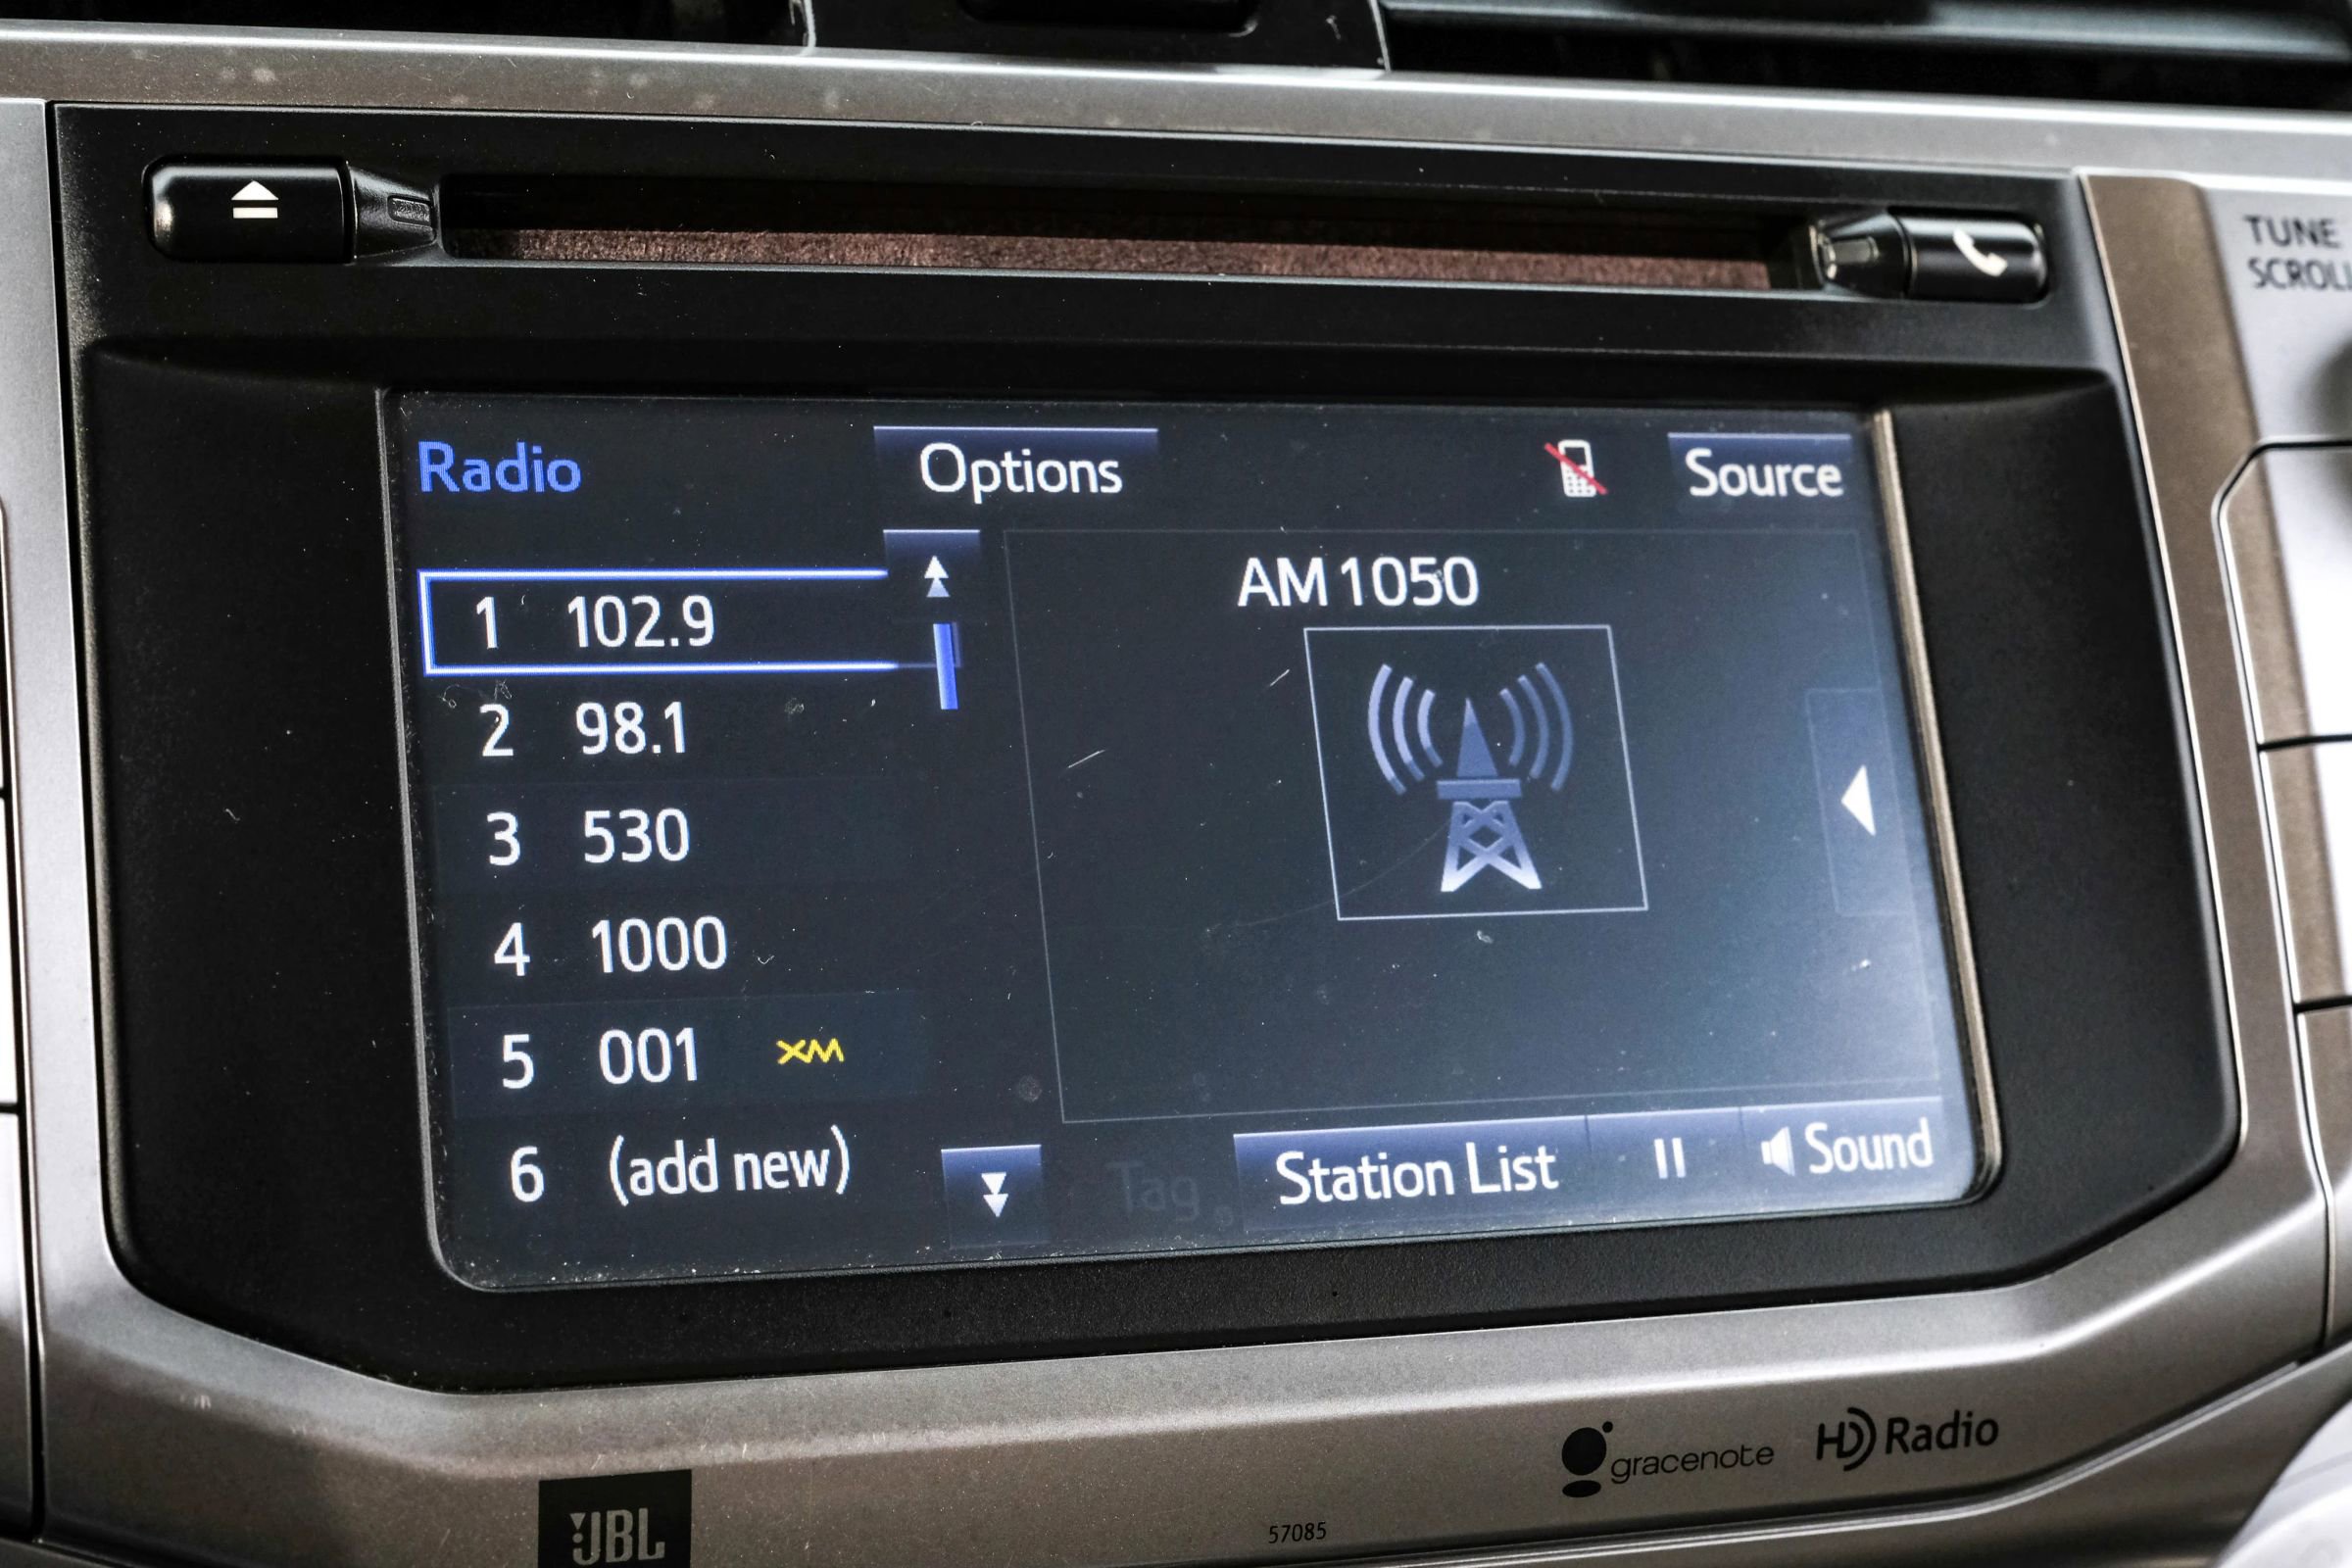 TUNE
SCROLL
Radio
Options
Source
1 102.9
2 98.1
3 530
4 1000
5 001 XM
6 (add new)
AM 1050
Tag
Station List
Sound
gracenote
HD Radio
JBL
57085